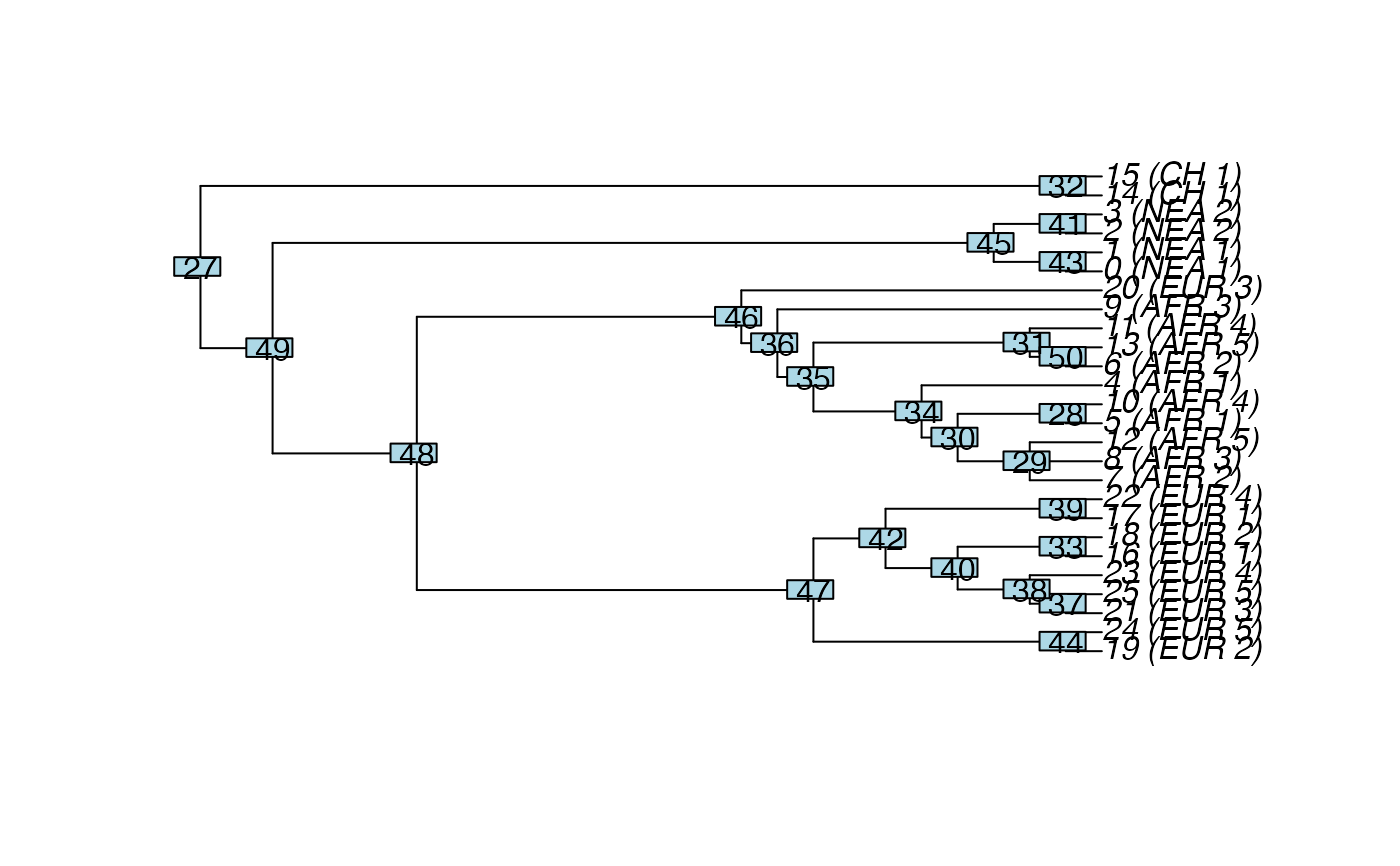 15 (CH 1)
14 (CH 1)
3 (NEA 2)
2 (NEA 2)
1 (NEA 1)
0 (NEA 1)
20 (EUR 3)
9 (AFR 3)
11 (AFR 4)
13 (AFR 5)
6 (AFR 2)
4 (AFR 1)
10 (AFR 4)
5 (AFR 1)
12 (AFR 5)
8 (AFR 3)
7 (AFR 2)
22 (EUR 4)
17 (EUR 1)
18 (EUR 2)
16 (EUR 1)
23 (EUR 4)
25 (EUR 5)
21 (EUR 3)
24 (EUR 5)
19 (EUR 2)
32
41
45
43
27
46
36
31
49
50
35
34
28
30
48
29
39
42
33
40
38
47
37
44